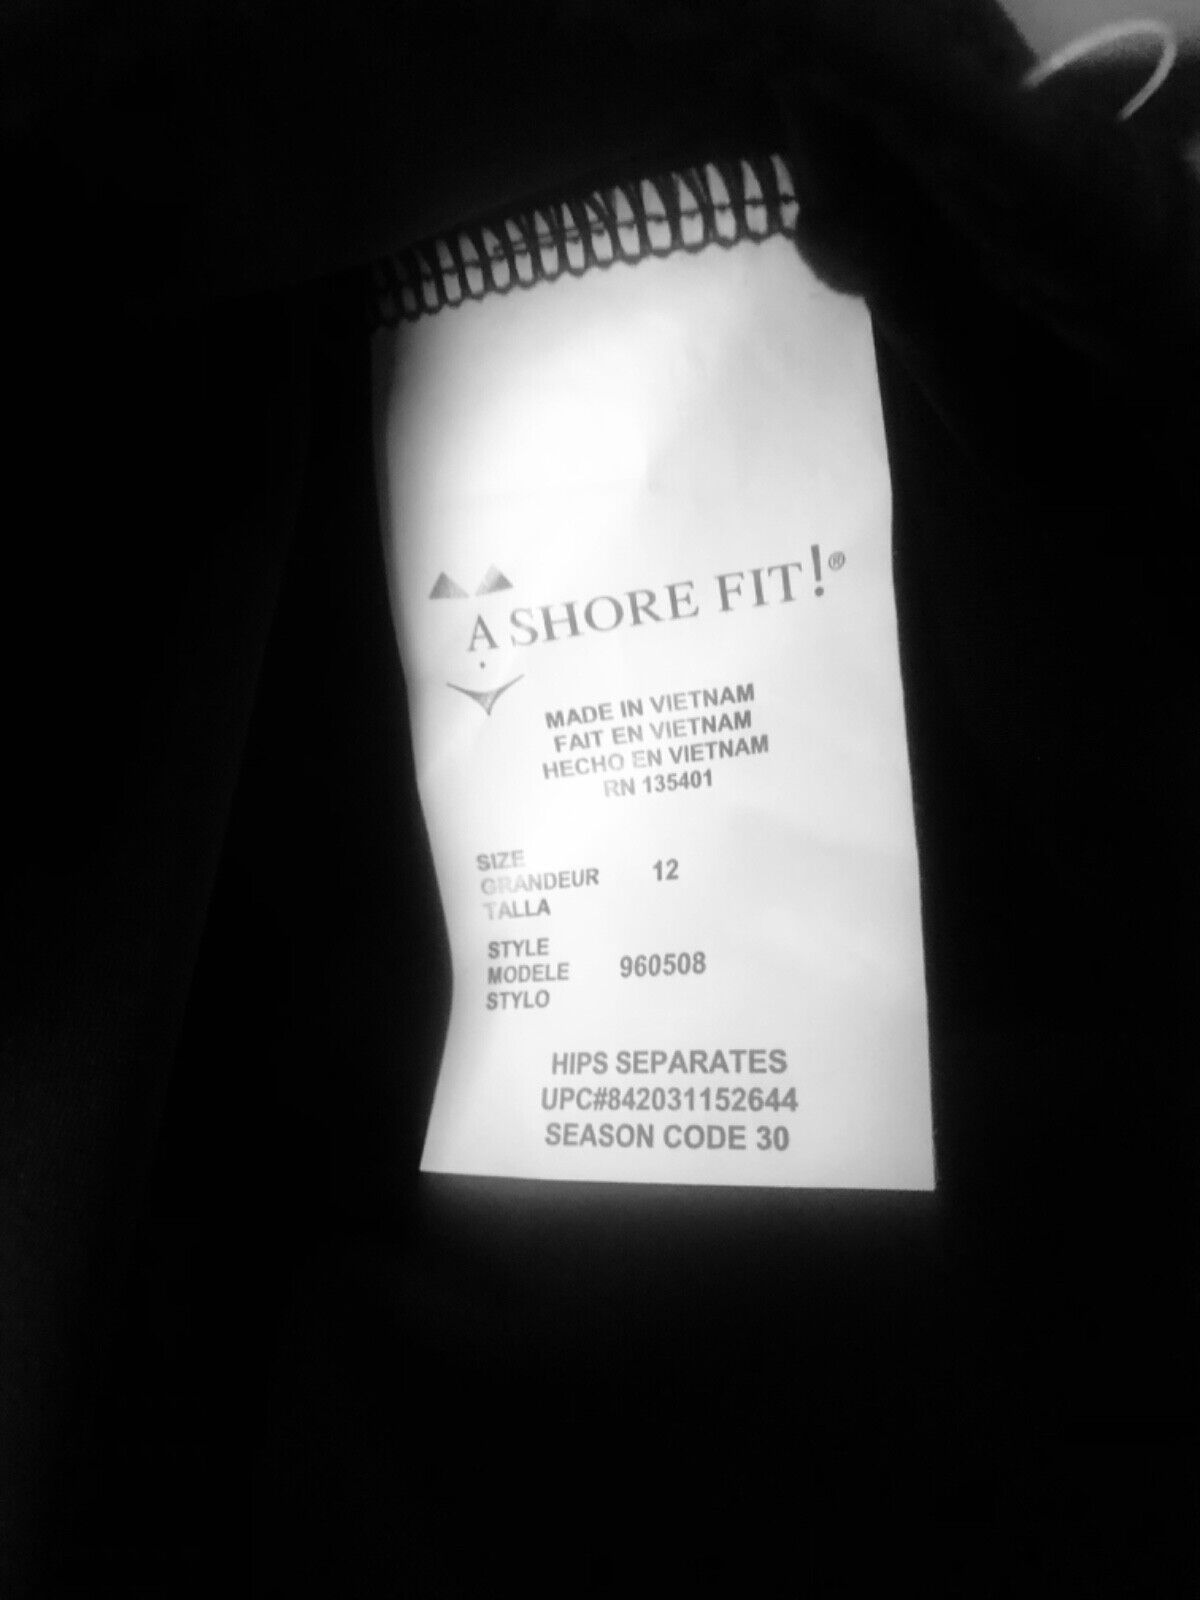 A SHORE FIT!®
MADE IN VIETNAM
FAIT EN VIETNAM
HECHO EN VIETNAM
RN 135401
SIZE
GRANDEUR 12
TALLA
STYLE
MODELE 960508
STYLO
HIPS SEPARATES
UPC#842031152644
SEASON CODE 30